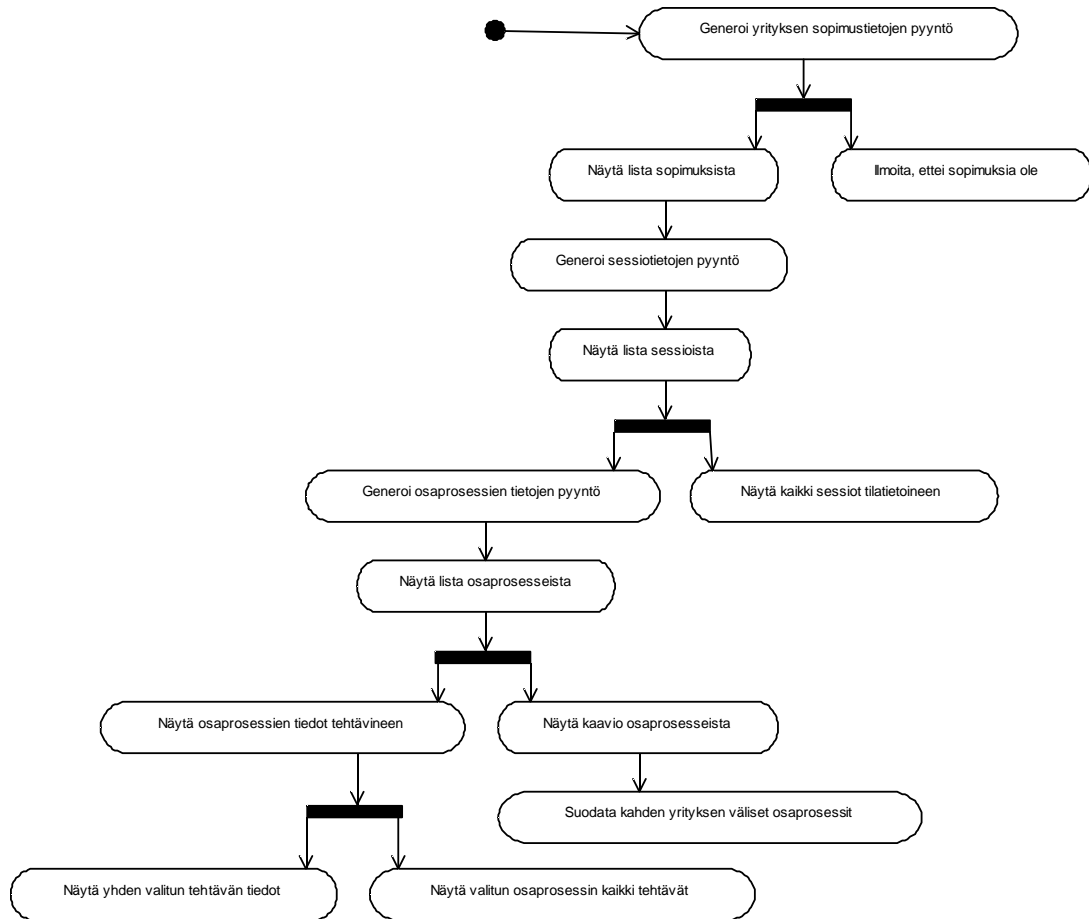 Generoi yrityksen sopimustietojen pyyntö
Näytä lista sopimuksista
Ilmoita, ettei sopimuksia ole
Generoi sessiotietojen pyyntö
Näytä lista sessioista
Generoi osaprosessien tietojen pyyntö
Näytä kaikki sessiot tilatietoineen
Näytä lista osaprosesseista
Näytä osaprosessien tiedot tehtävineen
Näytä kaavio osaprosesseista
Suodata kahden yrityksen väliset osaprosessit
Näytä yhden valitun tehtävän tiedot
Näytä valitun osaprosessin kaikki tehtävät